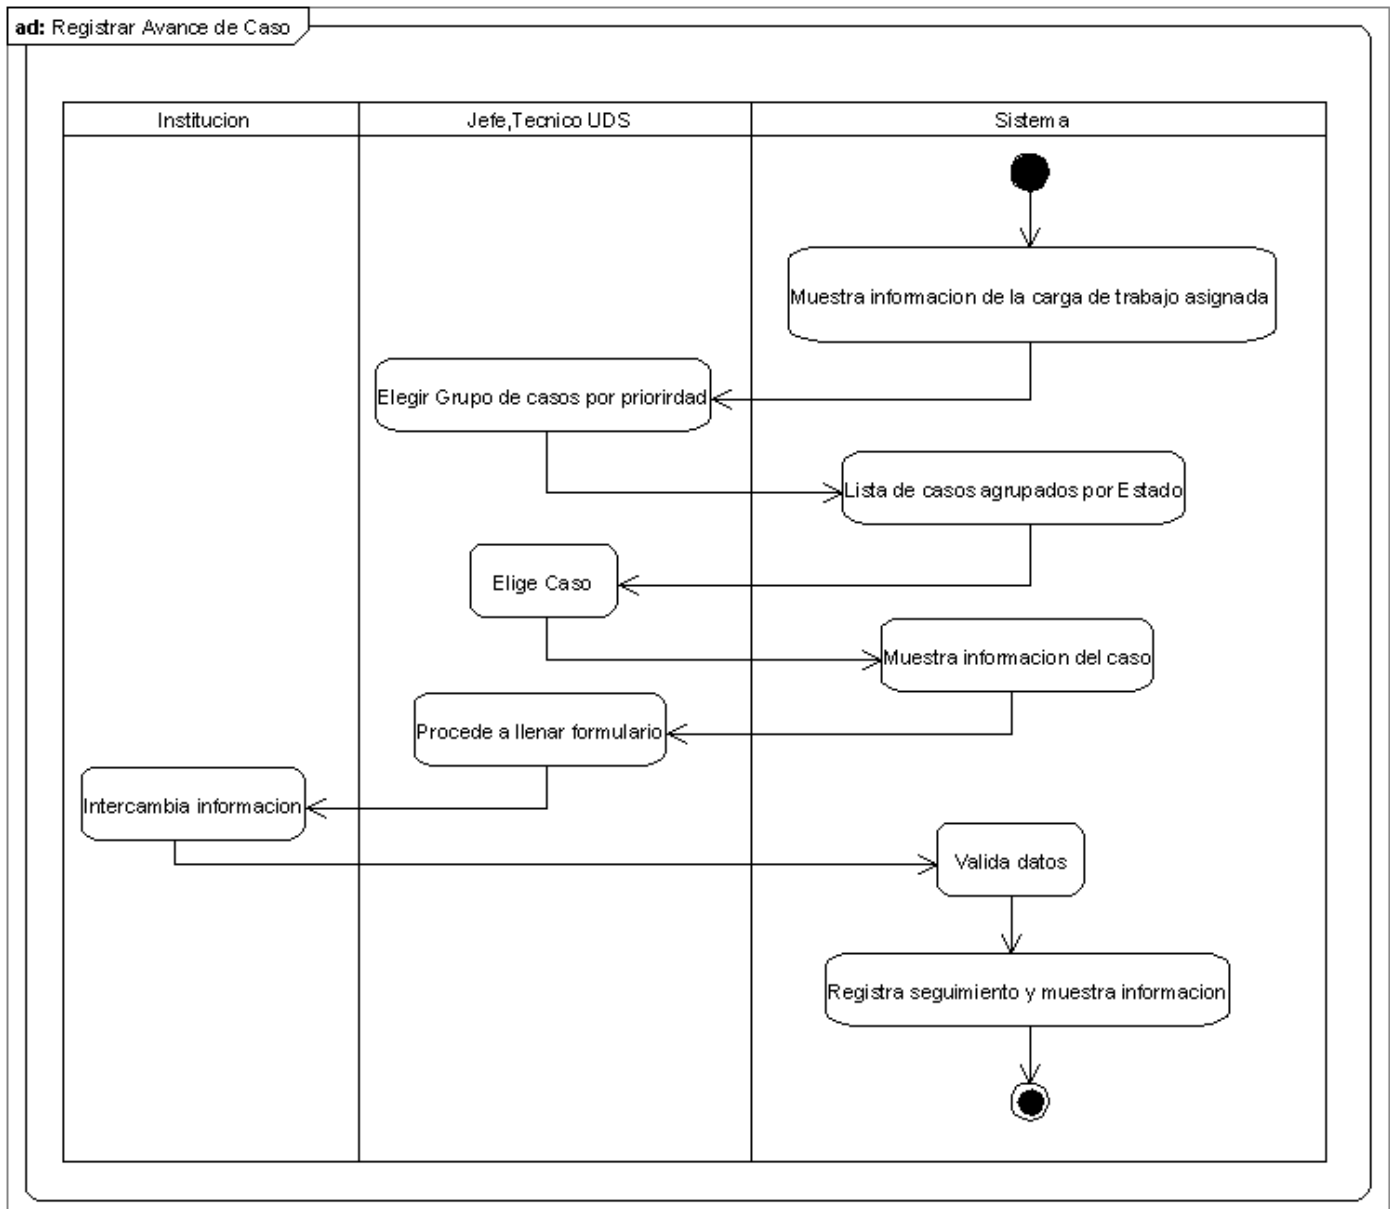 ad: Registrar Avance de Caso
Institucion
Jefe,Tecnico UDS
Sistema
Muestra informacion de la carga de trabajo asignada
Elegir Grupo de casos por priorirdad
Lista de casos agrupados por Estado
Elige Caso
Muestra informacion del caso
Procede a llenar formulario
Intercambia informacion
Valida datos
Registra seguimiento y muestra informacion